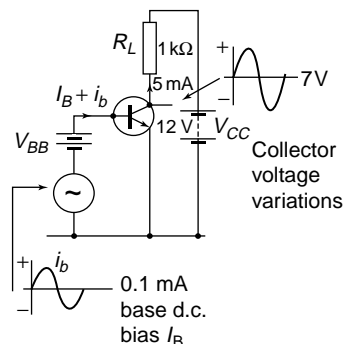 R_L
1 kΩ
5 mA
+
7 V
−
I_B + i_b
12 V
V_CC
V_BB
Collector
voltage
variations
~
+
i_b
−
0.1 mA
base d.c.
bias I_B